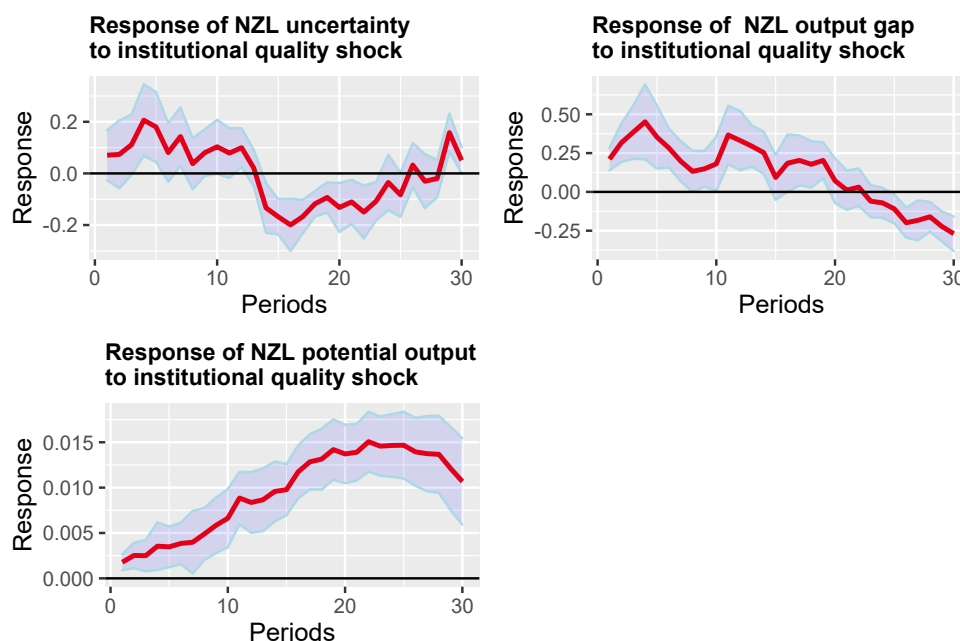 Response of NZL uncertainty
to institutional quality shock
Response
0.2
0.0
-0.2
0
10
20
30
Periods
Response of  NZL output gap
to institutional quality shock
Response
0.50
0.25
0.00
-0.25
0
10
20
30
Periods
Response of NZL potential output
to institutional quality shock
Response
0.015
0.010
0.005
0.000
0
10
20
30
Periods